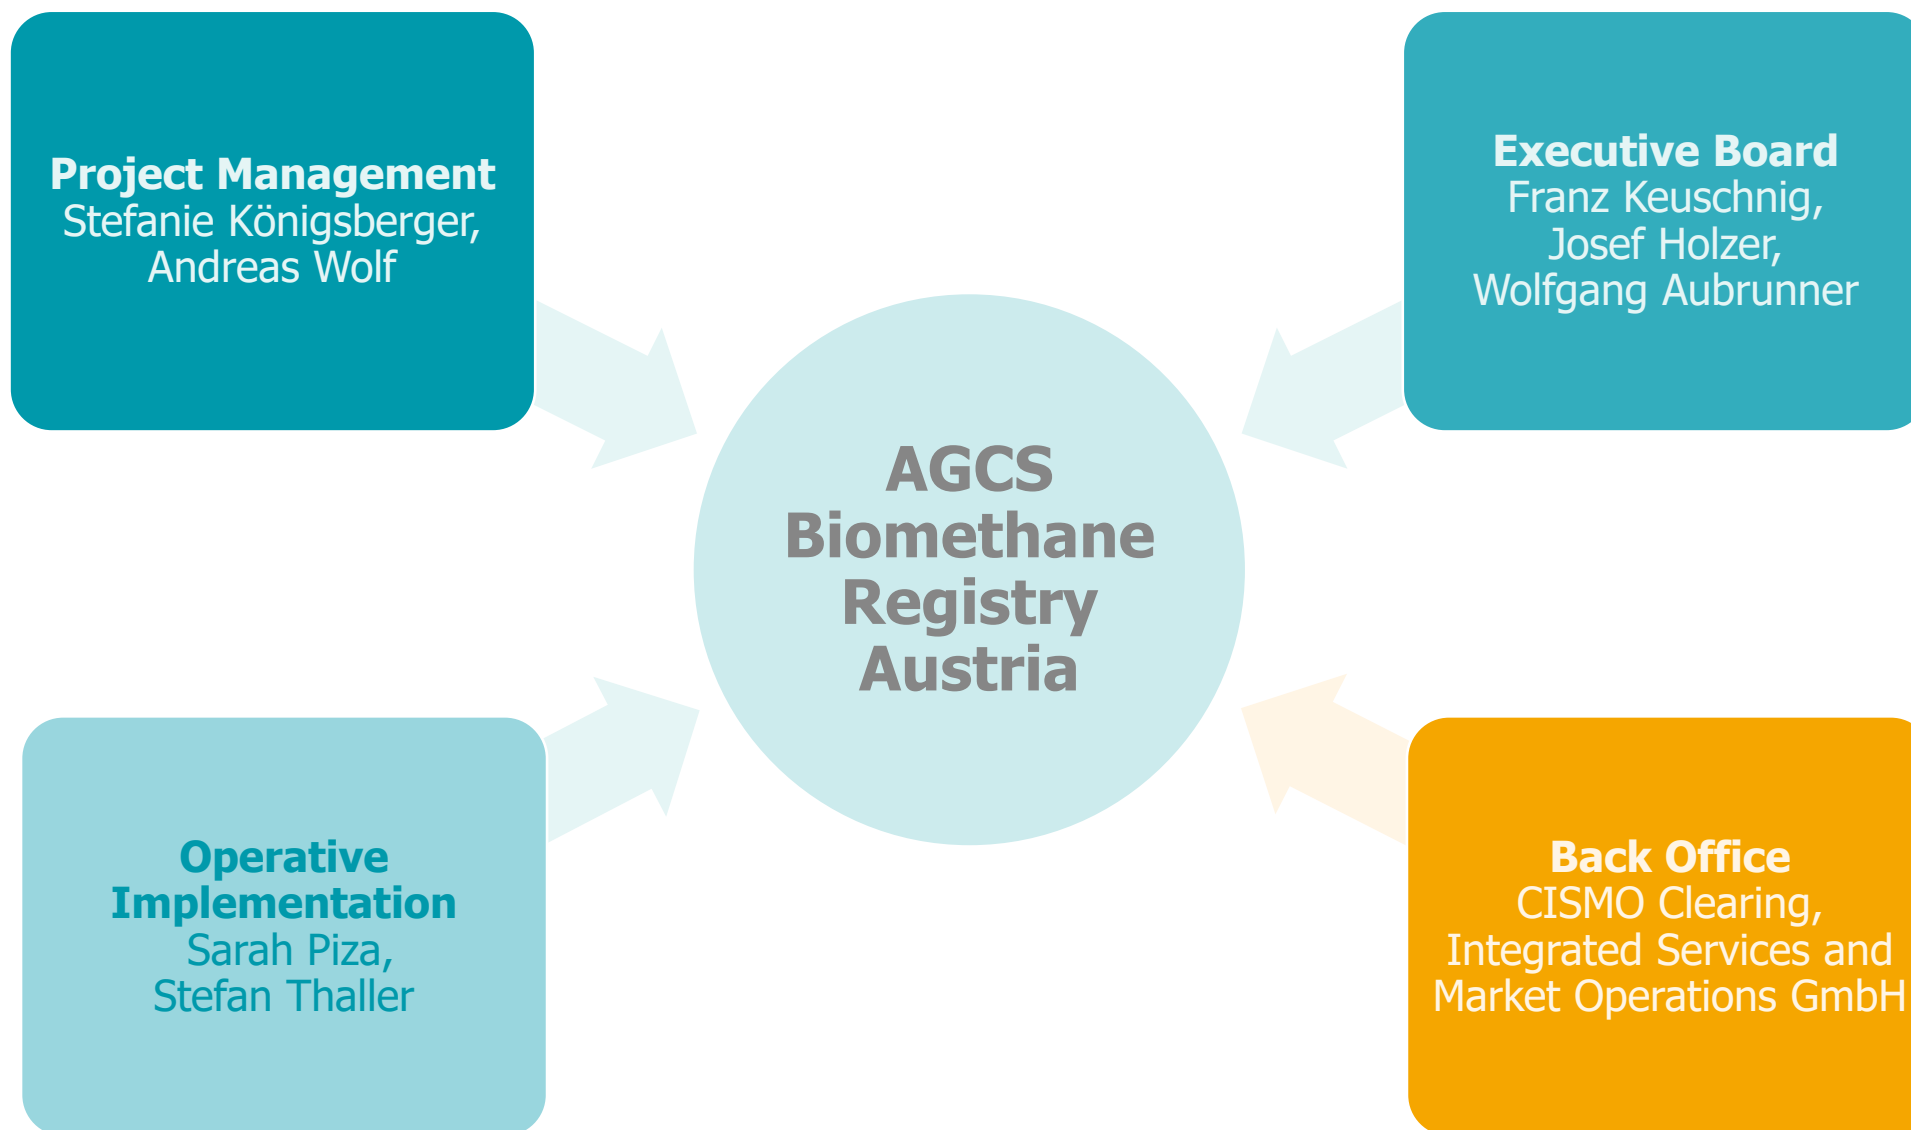 Project Management
Stefanie Königsberger,
Andreas Wolf
Executive Board
Franz Keuschnig,
Josef Holzer,
Wolfgang Aubrunner
AGCS
Biomethane
Registry
Austria
Operative
Implementation
Sarah Piza,
Stefan Thaller
Back Office
CISMO Clearing,
Integrated Services and
Market Operations GmbH